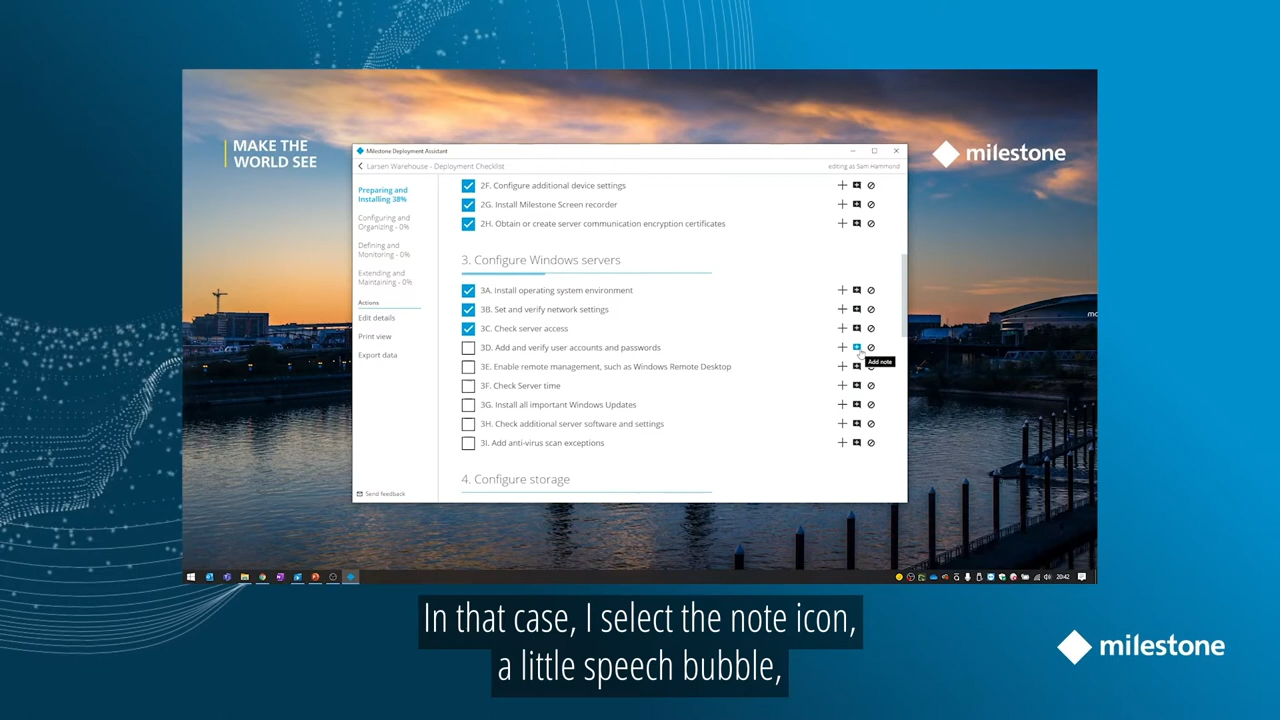 MAKE THE
WORLD SEE
milestone
Milestone Deployment Assistant
Larsen Warehouse - Deployment Checklist
editing as Sam Hammond
Preparing and
Installing 38%
Configuring and
Organizing - 0%
Defining and
Monitoring - 0%
Extending and
Maintaining - 0%
Actions
Edit details
Print view
Export data
Send feedback
2F. Configure additional device settings
2G. Install Milestone Screen recorder
2H. Obtain or create server communication encryption certificates
3. Configure Windows servers
3A. Install operating system environment
3B. Set and verify network settings
3C. Check server access
3D. Add and verify user accounts and passwords
Add note
3E. Enable remote management, such as Windows Remote Desktop
3F. Check Server time
3G. Install all important Windows Updates
3H. Check additional server software and settings
3I. Add anti-virus scan exceptions
4. Configure storage
20:42
In that case, I select the note icon,
a little speech bubble,
milestone